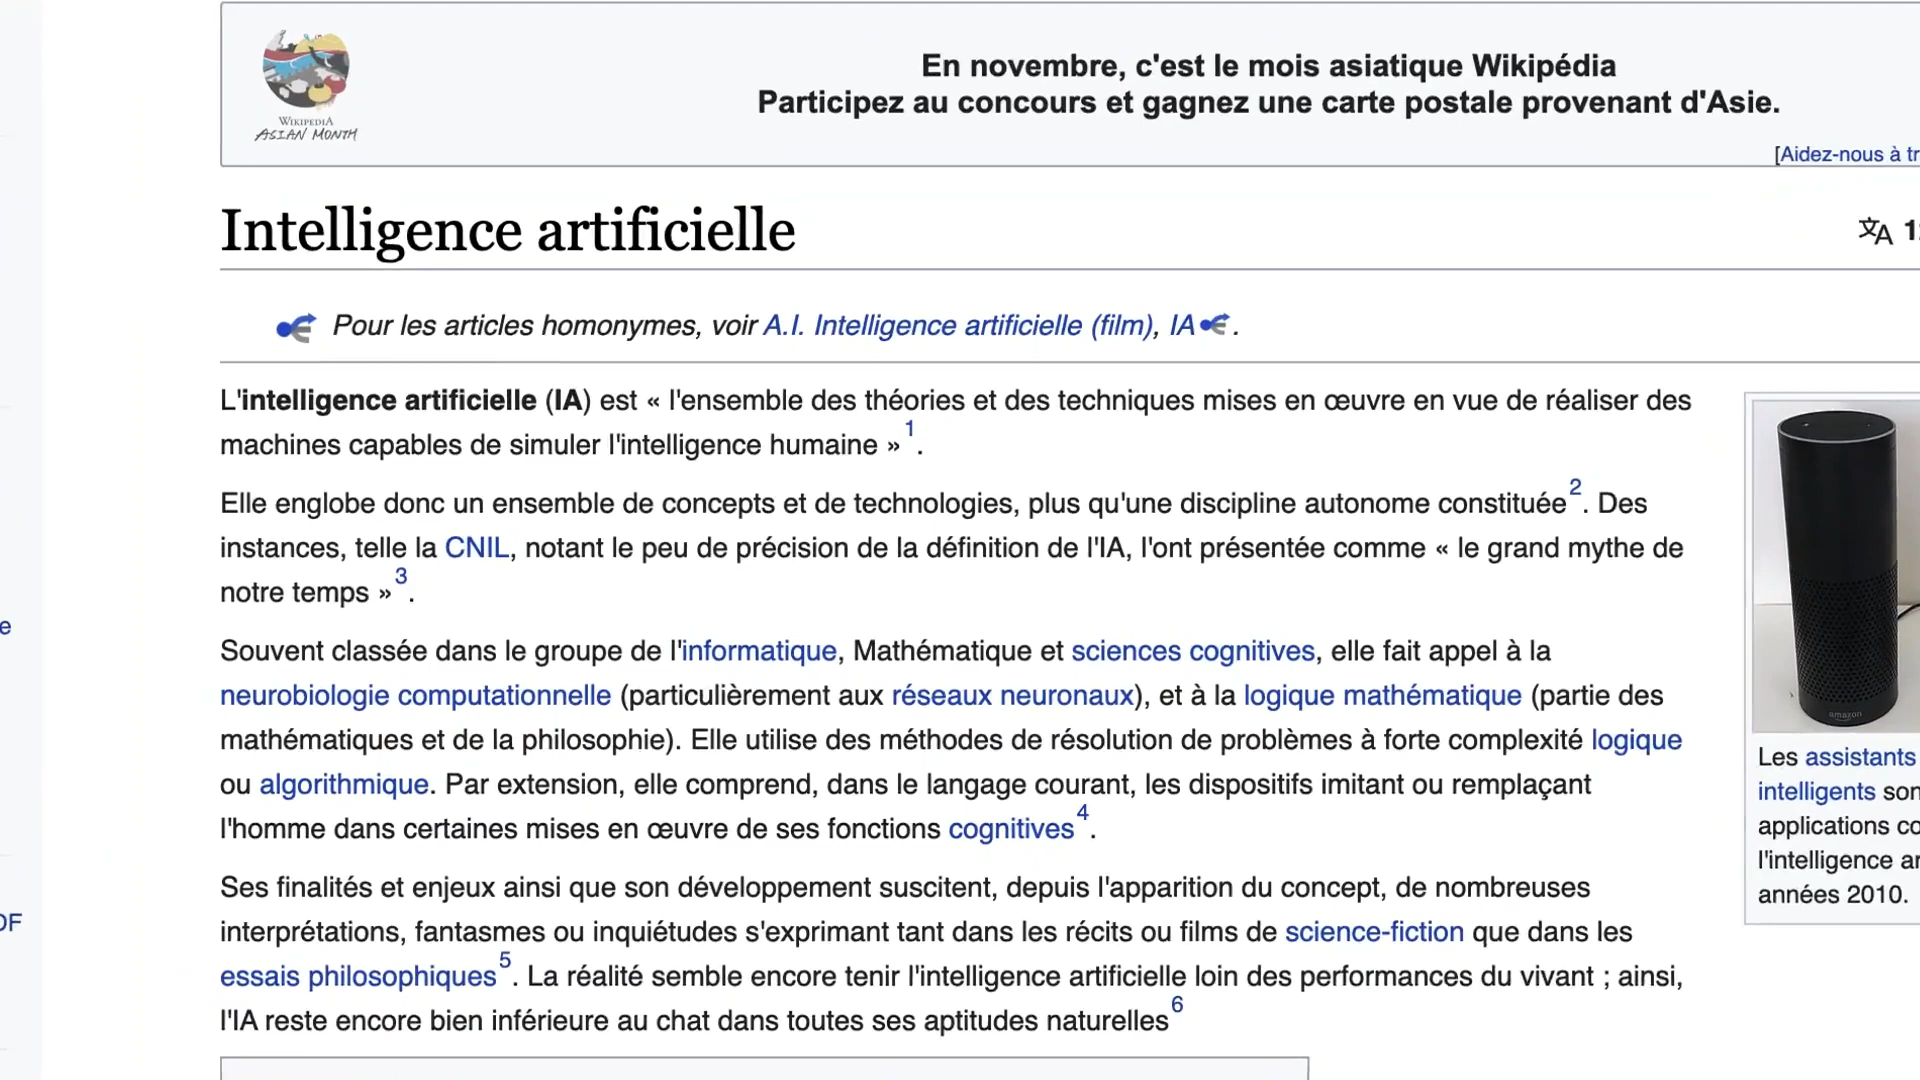 En novembre, c'est le mois asiatique Wikipédia
Participez au concours et gagnez une carte postale provenant d'Asie.
WIKIPEDIA
ASIAN MONTH
[Aidez-nous à tr
Intelligence artificielle
文A 1
Pour les articles homonymes, voir A.I. Intelligence artificielle (film), IA.
L'intelligence artificielle (IA) est « l'ensemble des théories et des techniques mises en œuvre en vue de réaliser des
machines capables de simuler l'intelligence humaine »1.
Elle englobe donc un ensemble de concepts et de technologies, plus qu'une discipline autonome constituée2. Des
instances, telle la CNIL, notant le peu de précision de la définition de l'IA, l'ont présentée comme « le grand mythe de
notre temps »3.
Souvent classée dans le groupe de l'informatique, Mathématique et sciences cognitives, elle fait appel à la
neurobiologie computationnelle (particulièrement aux réseaux neuronaux), et à la logique mathématique (partie des
mathématiques et de la philosophie). Elle utilise des méthodes de résolution de problèmes à forte complexité logique
ou algorithmique. Par extension, elle comprend, dans le langage courant, les dispositifs imitant ou remplaçant
l'homme dans certaines mises en œuvre de ses fonctions cognitives4.
Ses finalités et enjeux ainsi que son développement suscitent, depuis l'apparition du concept, de nombreuses
interprétations, fantasmes ou inquiétudes s'exprimant tant dans les récits ou films de science-fiction que dans les
essais philosophiques5. La réalité semble encore tenir l'intelligence artificielle loin des performances du vivant ; ainsi,
l'IA reste encore bien inférieure au chat dans toutes ses aptitudes naturelles6
amazon
Les assistants
intelligents son
applications co
l'intelligence ar
années 2010.
e
DF